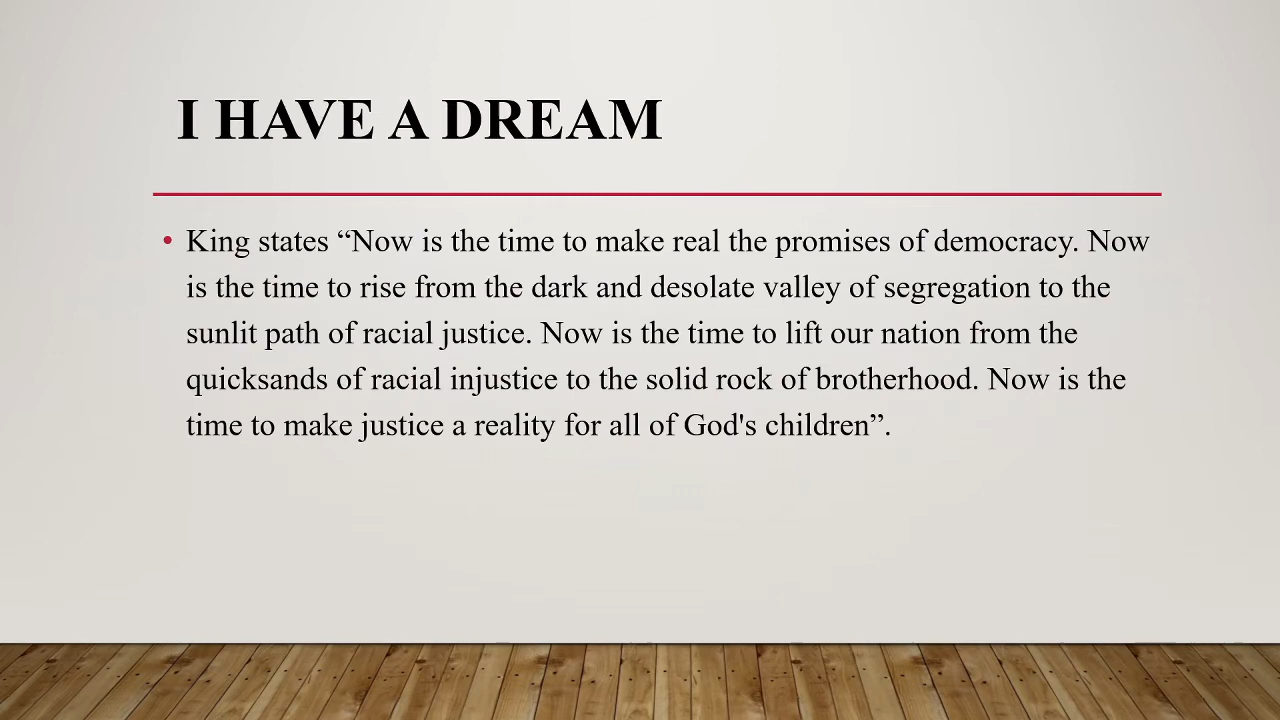 I HAVE A DREAM
• King states “Now is the time to make real the promises of democracy. Now
is the time to rise from the dark and desolate valley of segregation to the
sunlit path of racial justice. Now is the time to lift our nation from the
quicksands of racial injustice to the solid rock of brotherhood. Now is the
time to make justice a reality for all of God's children”.